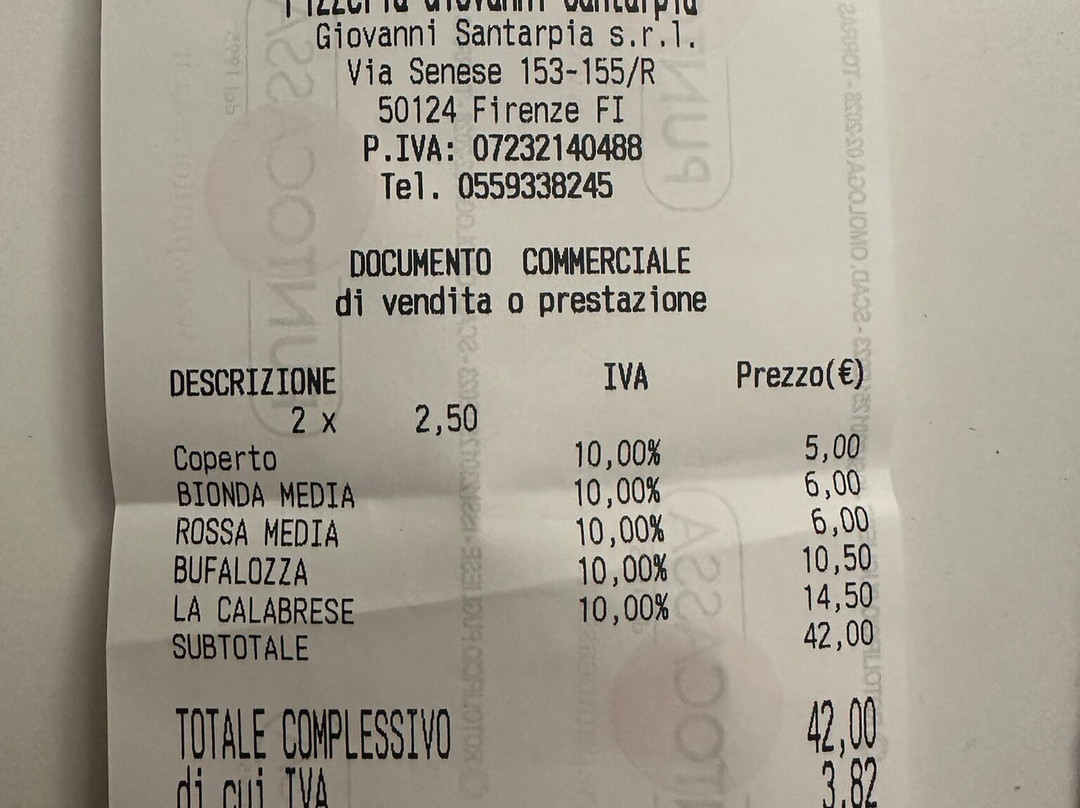 Pizzeria Giovanni Santarpia
Giovanni Santarpia s.r.l.
Via Senese 153-155/R
50124 Firenze FI
P.IVA: 07232140488
Tel. 0559338245
DOCUMENTO COMMERCIALE
di vendita o prestazione
DESCRIZIONE IVA Prezzo(€)
2 x 2,50
Coperto 10,00% 5,00
BIONDA MEDIA 10,00% 6,00
ROSSA MEDIA 10,00% 6,00
BUFALOZZA 10,00% 10,50
LA CALABRESE 10,00% 14,50
SUBTOTALE 42,00
TOTALE COMPLESSIVO 42,00
di cui IVA 3,82